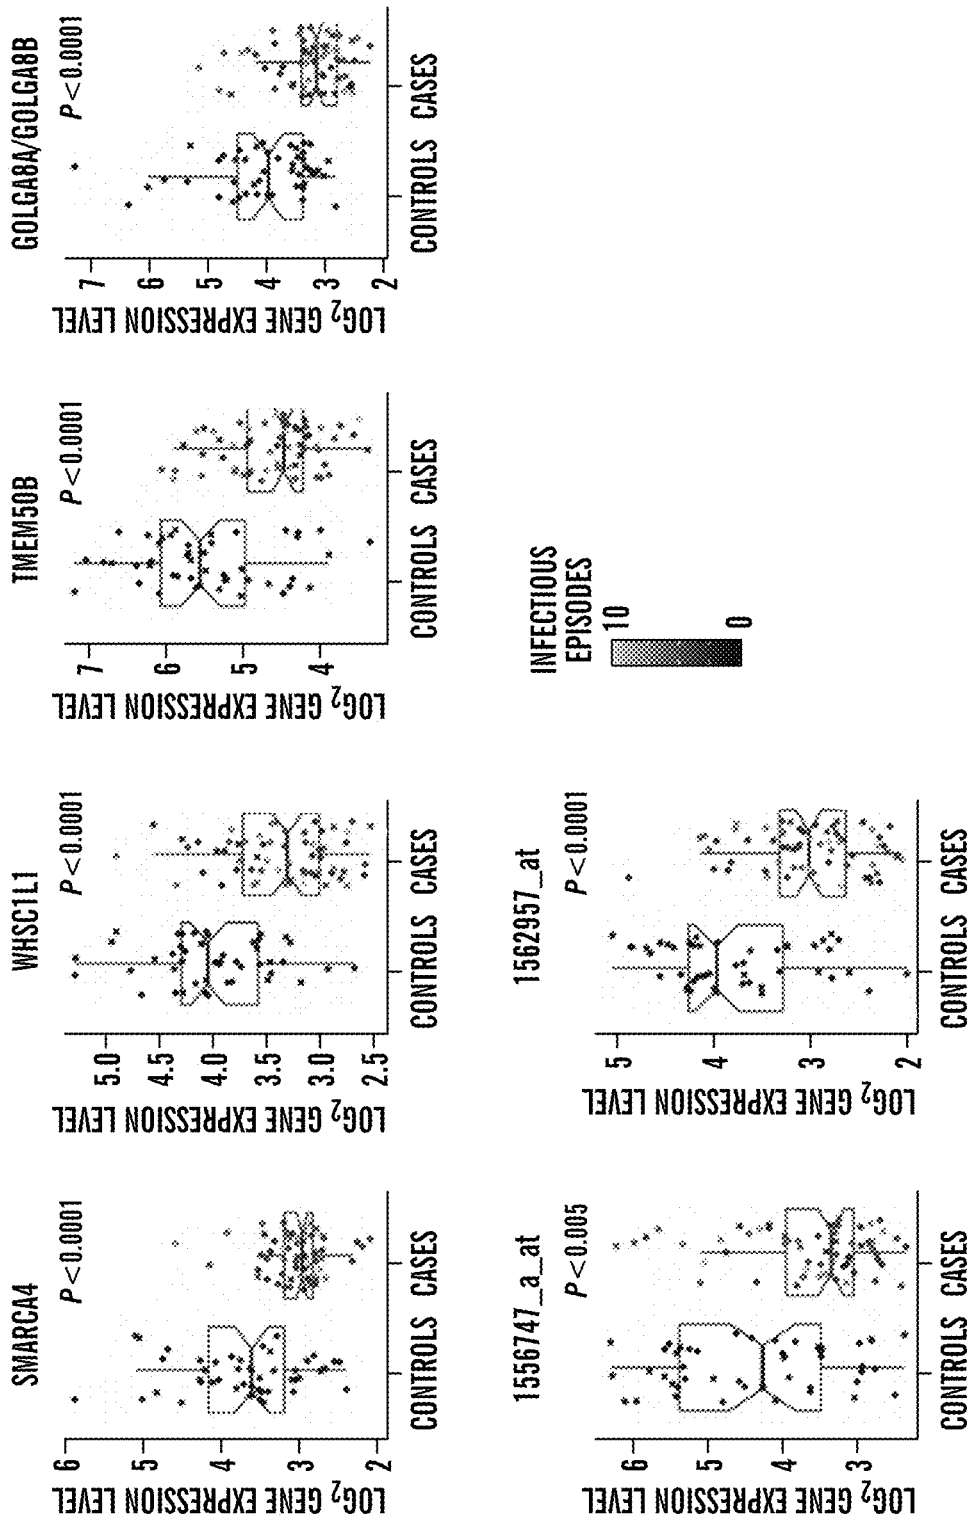 SMARCA4
P < 0.0001
LOG2 GENE EXPRESSION LEVEL
6
5
4
3
2
CONTROLS CASES
WHSC1L1
P < 0.0001
LOG2 GENE EXPRESSION LEVEL
5.0
4.5
4.0
3.5
3.0
2.5
CONTROLS CASES
TMEM50B
P < 0.0001
LOG2 GENE EXPRESSION LEVEL
7
6
5
4
CONTROLS CASES
GOLGA8A/GOLGA8B
P < 0.0001
LOG2 GENE EXPRESSION LEVEL
7
6
5
4
3
2
CONTROLS CASES
1556747_a_at
P < 0.005
LOG2 GENE EXPRESSION LEVEL
6
5
4
3
CONTROLS CASES
1562957_at
P < 0.0001
LOG2 GENE EXPRESSION LEVEL
5
4
3
2
CONTROLS CASES
INFECTIOUS
EPISODES
10
0